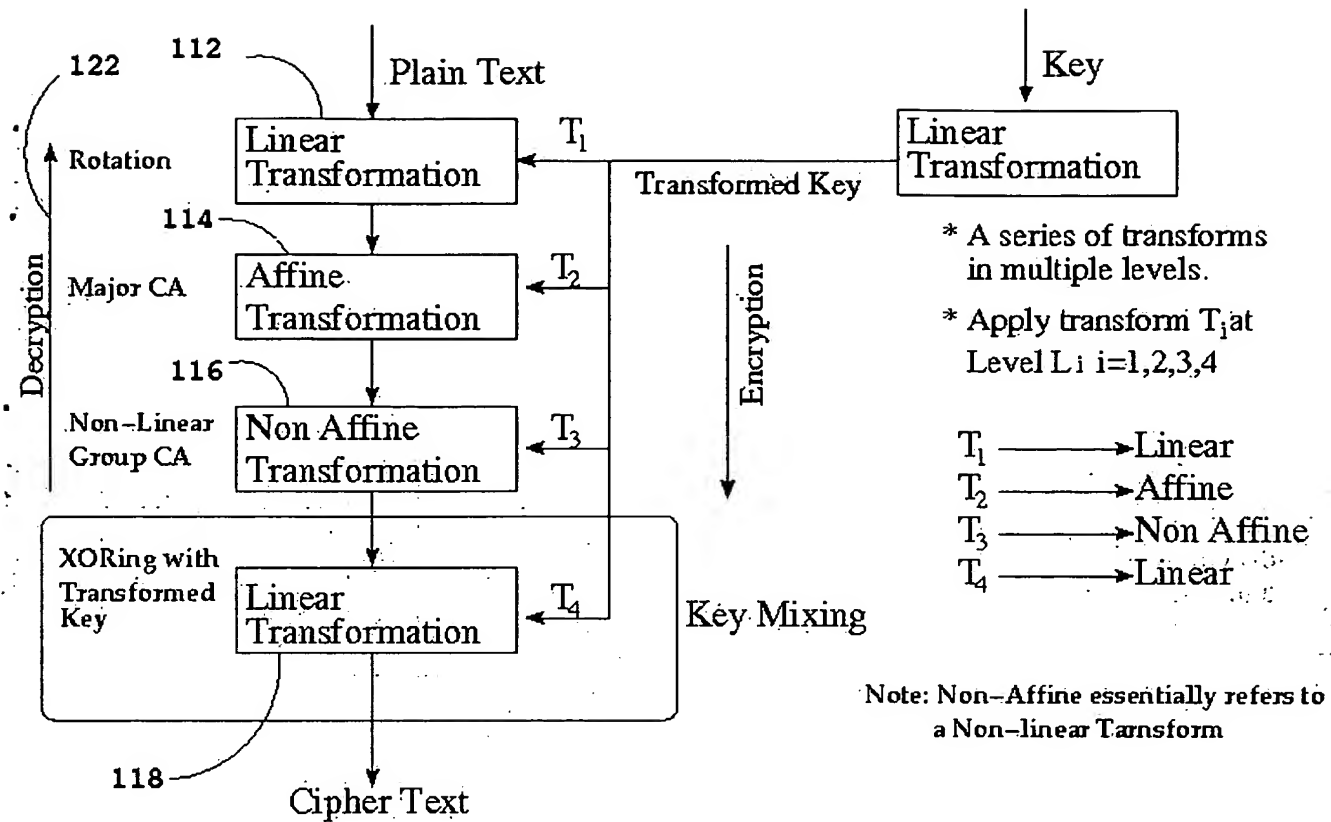 122
112
Plain Text
Key
Rotation
Linear
Transformation
T1
Transformed Key
Linear
Transformation
114
Major CA
Affine
Transformation
T2
Decryption
Encryption
* A series of transforms
in multiple levels.
* Apply transform Ti at
Level Li i=1,2,3,4
116
Non-Linear
Group CA
Non Affine
Transformation
T3
T1 Linear
T2 Affine
T3 Non Affine
T4 Linear
XORing with
Transformed
Key
Linear
Transformation
T4
Key Mixing
118
Cipher Text
Note: Non-Affine essentially refers to
a Non-linear Tarnsform